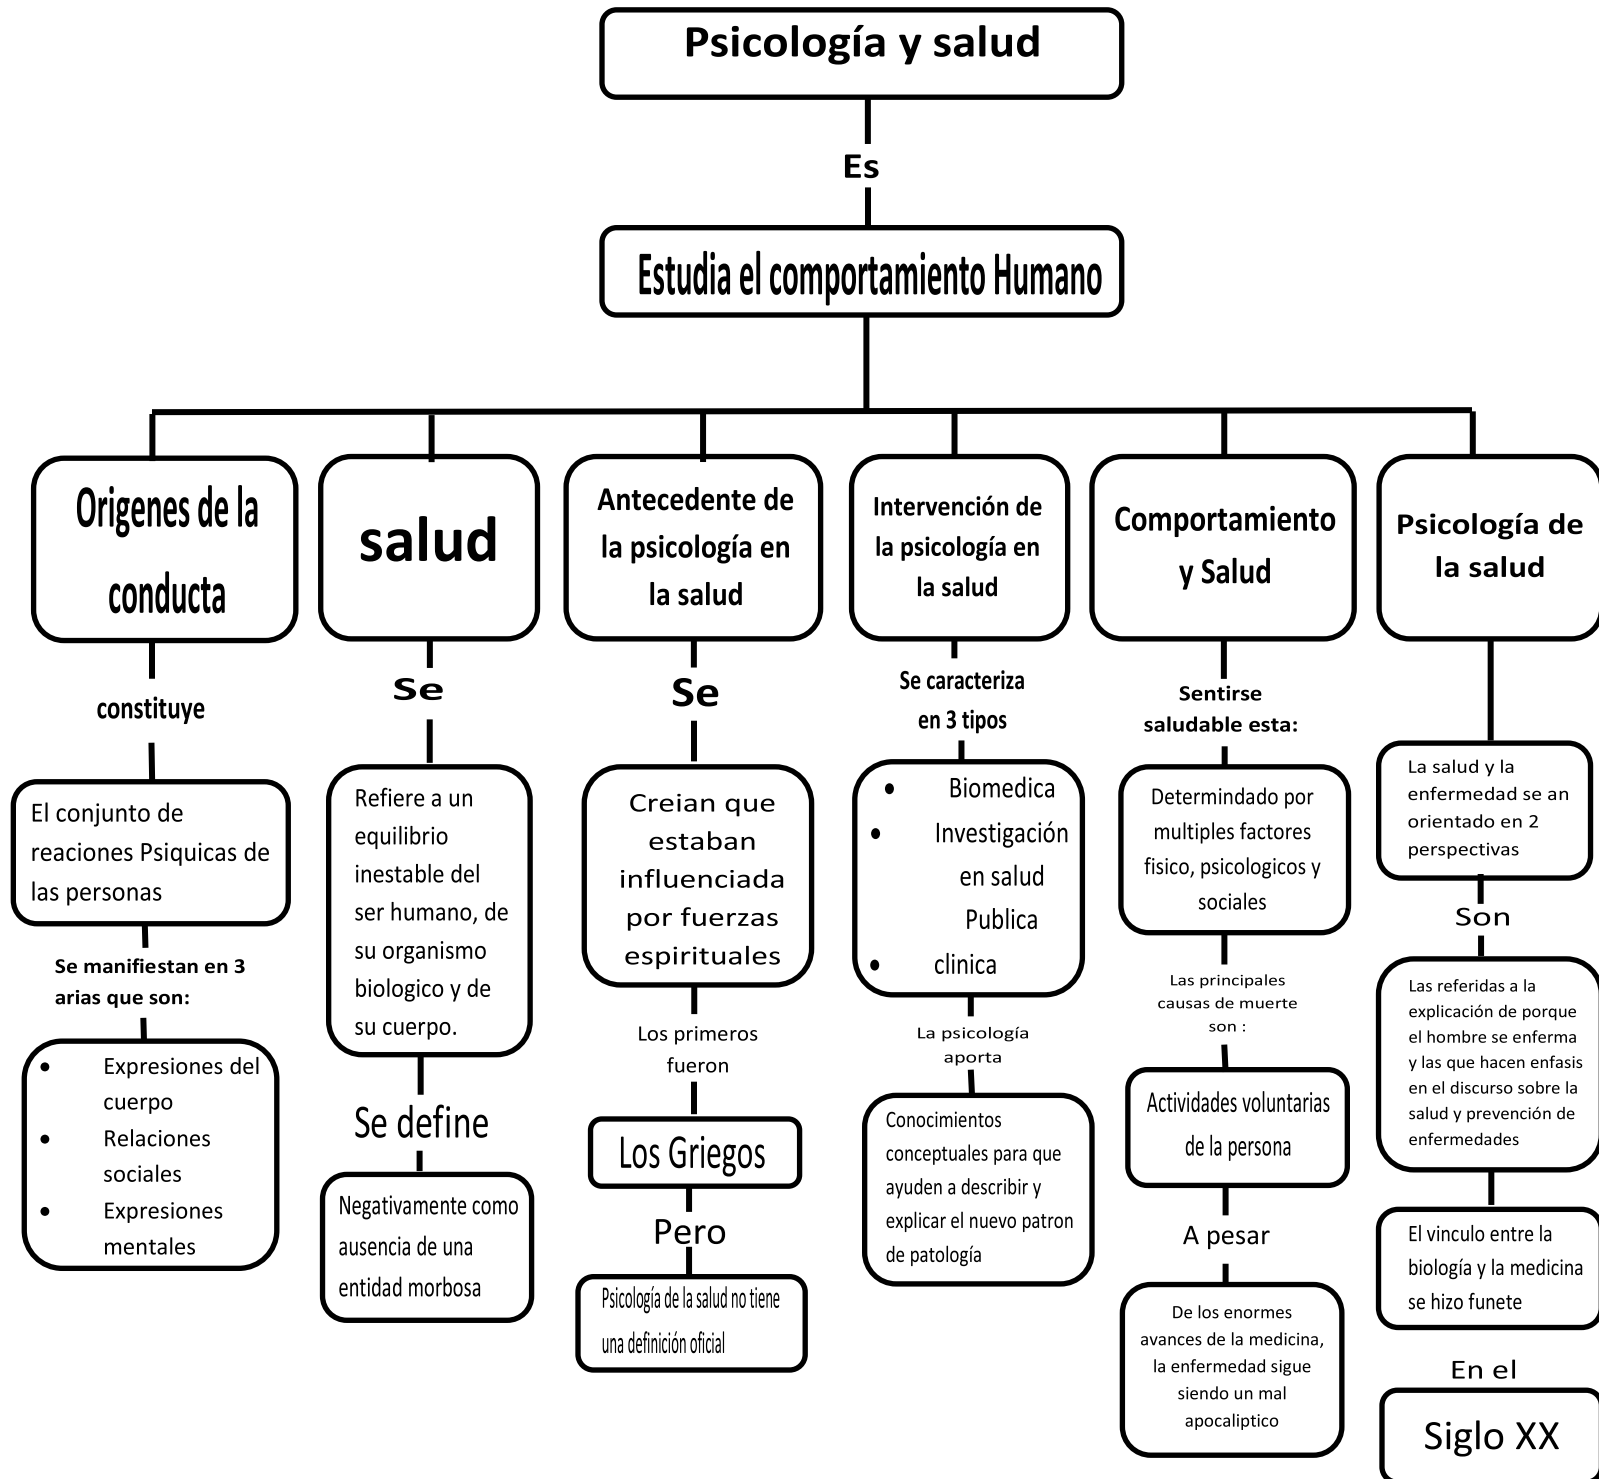 Psicología y salud
Es
Estudia el comportamiento Humano
Origenes de la
conducta
constituye
El conjunto de
reaciones Psiquicas de
las personas
Se manifiestan en 3
arias que son:
• Expresiones del
cuerpo
• Relaciones
sociales
• Expresiones
mentales
salud
Se
Refiere a un
equilibrio
inestable del
ser humano, de
su organismo
biologico y de
su cuerpo.
Se define
Negativamente como
ausencia de una
entidad morbosa
Antecedente de
la psicología en
la salud
Se
Creian que
estaban
influenciada
por fuerzas
espirituales
Los primeros
fueron
Los Griegos
Pero
Psicología de la salud no tiene
una definición oficial
Intervención de
la psicología en
la salud
Se caracteriza
en 3 tipos
• Biomedica
• Investigación
en salud
Publica
• clinica
La psicología
aporta
Conocimientos
conceptuales para que
ayuden a describir y
explicar el nuevo patron
de patología
Comportamiento
y Salud
Sentirse
saludable esta:
Determindado por
multiples factores
fisico, psicologicos y
sociales
Las principales
causas de muerte
son :
Actividades voluntarias
de la persona
A pesar
De los enormes
avances de la medicina,
la enfermedad sigue
siendo un mal
apocaliptico
Psicología de
la salud
La salud y la
enfermedad se an
orientado en 2
perspectivas
Son
Las referidas a la
explicación de porque
el hombre se enferma
y las que hacen enfasis
en el discurso sobre la
salud y prevención de
enfermedades
El vinculo entre la
biología y la medicina
se hizo funete
En el
Siglo XX